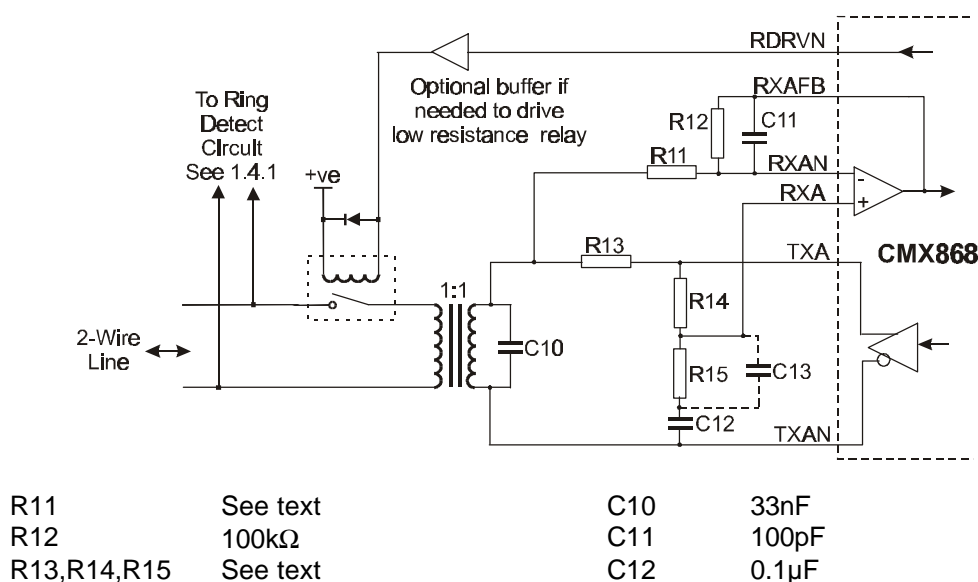 RDRVN
Optional buffer if
needed to drive
low resistance relay
RXAFB
To Ring
Detect
Circuit
See 1.4.1
R12
C11
+ve
R11
RXAN
-
RXA
+
CMX868
R13
TXA
1:1
R14
2-Wire
Line
C10
R15
C13
C12
TXAN
R11 See text C10 33nF
R12 100kΩ C11 100pF
R13,R14,R15 See text C12 0.1µF